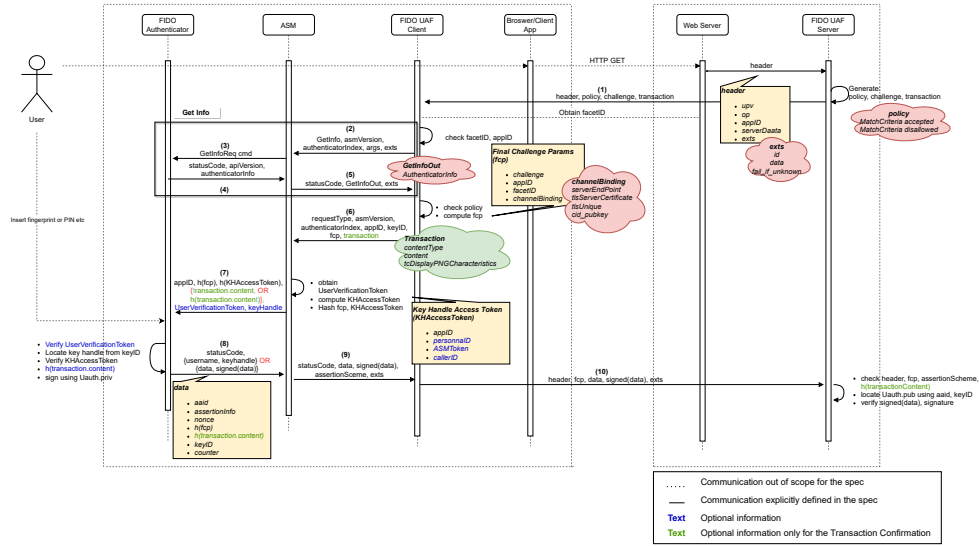 FIDO
Authenticator
ASM
FIDO UAF
Client
Broswer/Client
App
Web Server
FIDO UAF
Server
User
HTTP GET
header
(1)
header, policy, challenge, transaction
Generate:
policy, challenge, transaction
Obtain facetID
header
• upv
• op
• appID
• serverDaata
• exts
policy
MatchCriteria accepted
MatchCriteria disallowed
exts
id
data
fail_if_unknown
Get Info
(2)
GetInfo, asmVersion,
authenticatorIndex, args, exts
• check facetID, appID
(3)
GetInfoReq cmd
statusCode, apiVersion,
authenticatorInfo
(4)
(5)
statusCode, GetInfoOut, exts
GetInfoOut
AuthenticatorInfo
Final Challenge Params
(fcp)
• challenge
• appID
• facetID
• channelBinding
channelBinding
serverEndPoint
tlsServerCertificate
tlsUnique
cid_pubkey
• check policy
• compute fcp
Insert fingerprint or PIN etc
(6)
requestType, asmVersion,
authenticatorIndex, appID, keyID,
fcp, transaction
Transaction
contentType
content
tcDisplayPNGCharacteristics
(7)
appID, h(fcp), h(KHAccessToken),
{transaction.content, OR
h(transaction.content)},
UserVerificationToken, keyHandle
• obtain
UserVerificationToken
• compute KHAccessToken
• Hash fcp, KHAccessToken
Key Handle Access Token
(KHAccessToken)
• appID
• personnaID
• ASMToken
• callerID
• Verify UserVerificationToken
• Locate key handle from keyID
• Verify KHAccessToken
• h(transaction.content)
• sign using Uauth.priv
(8)
statusCode,
{username, keyhandle} OR
{data, signed(data)}
(9)
statusCode, data, signed(data),
assertionSceme, exts
(10)
header, fcp, data, signed(data), exts
• check header, fcp, assertionScheme,
h(transactionContent)
• locate Uauth.pub using aaid, keyID
• verify signed(data), signature
data
• aaid
• assertionInfo
• nonce
• h(fcp)
• h(transaction.content)
• keyID
• counter
Communication out of scope for the spec
Communication explicitly defined in the spec
Text Optional information
Text Optional information only for the Transaction Confirmation